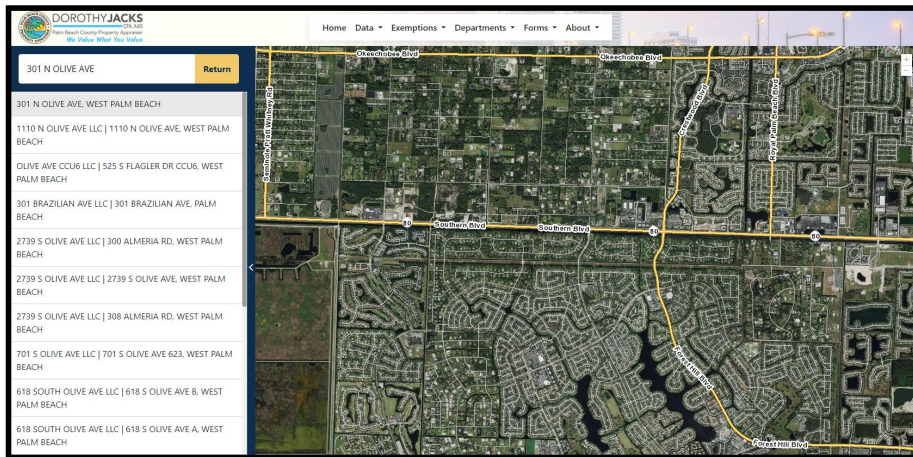 DOROTHYJACKS
CFA, AAS
Palm Beach County Property Appraiser
We Value What You Value
Home Data Exemptions Departments Forms About
301 N OLIVE AVE
Return
301 N OLIVE AVE, WEST PALM BEACH
1110 N OLIVE AVE LLC | 1110 N OLIVE AVE, WEST PALM
BEACH
OLIVE AVE CCU6 LLC | 525 S FLAGLER DR CCU6, WEST
PALM BEACH
301 BRAZILIAN AVE LLC | 301 BRAZILIAN AVE, PALM
BEACH
2739 S OLIVE AVE LLC | 300 ALMERIA RD, WEST PALM
BEACH
2739 S OLIVE AVE LLC | 2739 S OLIVE AVE, WEST PALM
BEACH
2739 S OLIVE AVE LLC | 308 ALMERIA RD, WEST PALM
BEACH
701 S OLIVE AVE LLC | 701 S OLIVE AVE 623, WEST PALM
BEACH
618 SOUTH OLIVE AVE LLC | 618 S OLIVE AVE B, WEST
PALM BEACH
618 SOUTH OLIVE AVE LLC | 618 S OLIVE AVE A, WEST
PALM BEACH
Okeechobee Blvd
Okeechobee Blvd
Seminole Pratt Whitney Rd
Crestwood Blvd
Royal Palm Beach Blvd
80
Southern Blvd
Southern Blvd
80
80
Forest Hill Blvd
Forest Hill Blvd